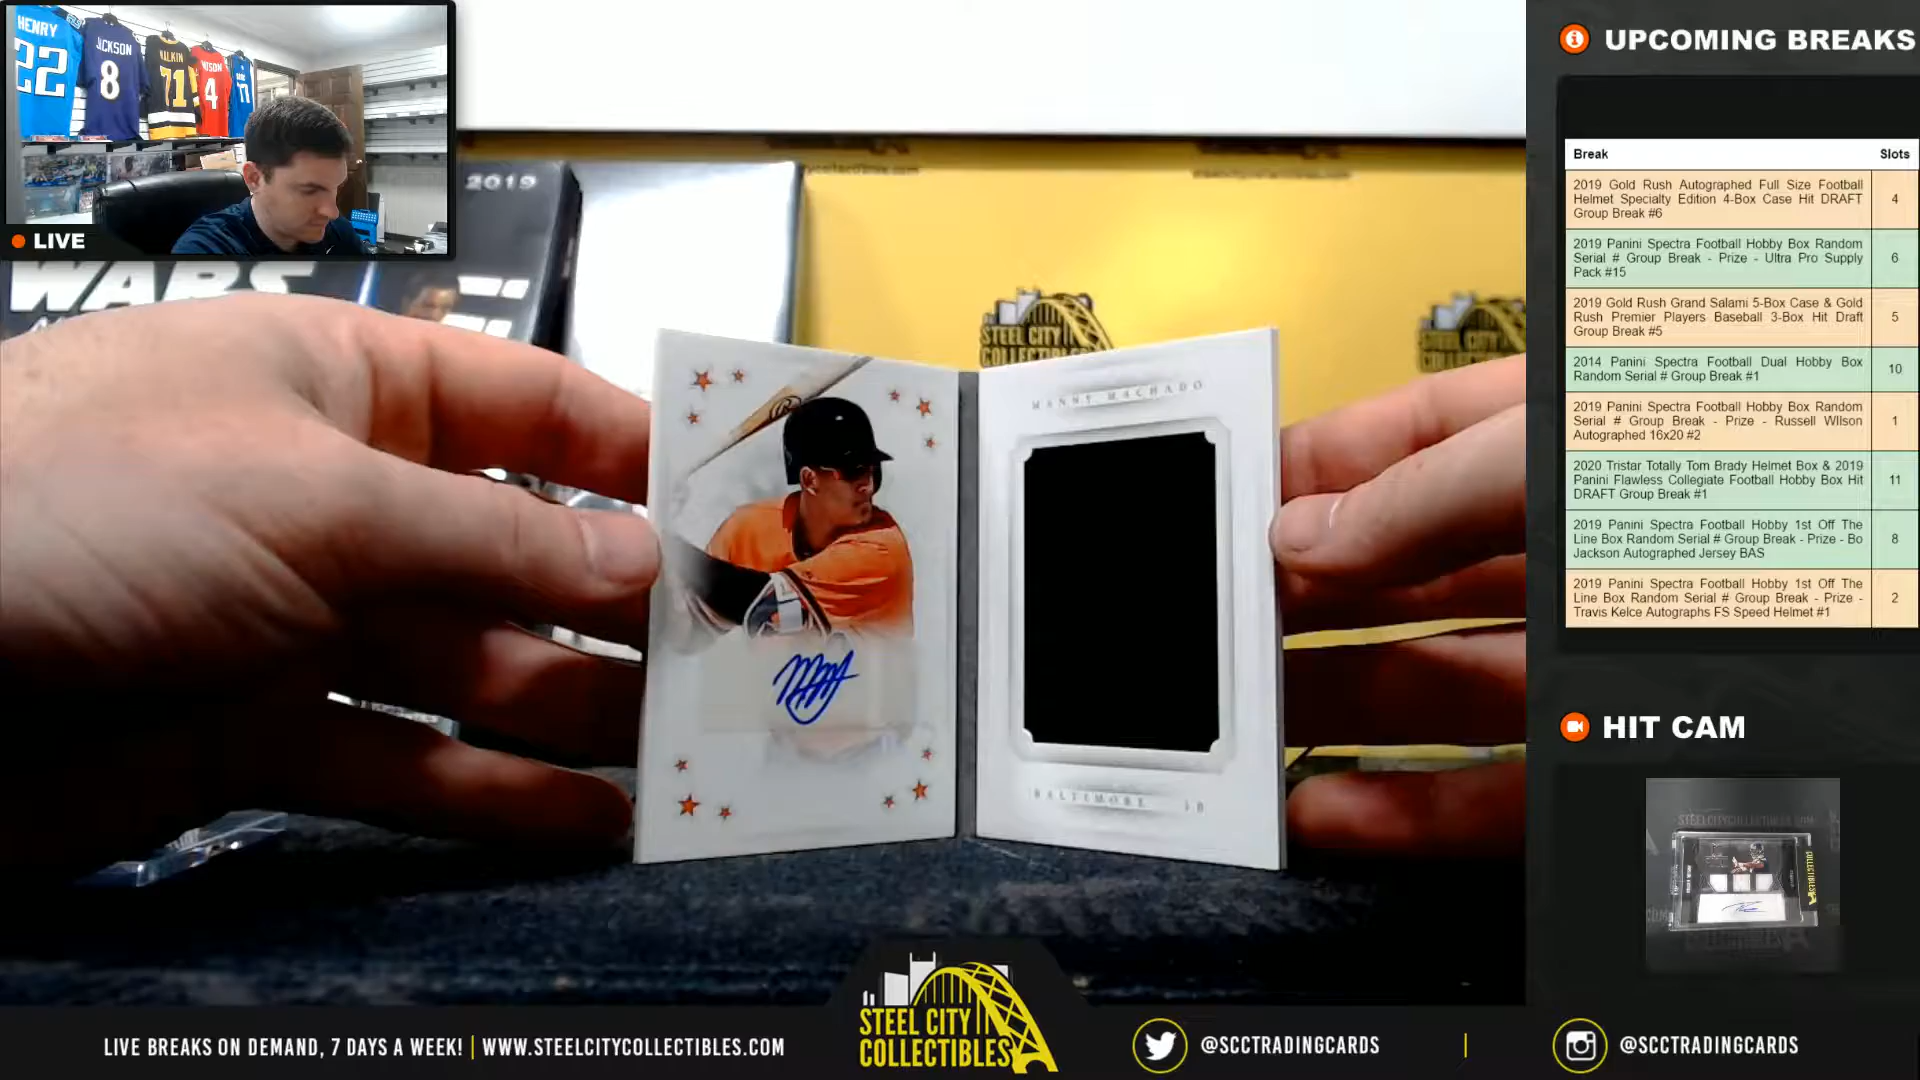 HENRY
22
JACKSON
8
71
4
LIVE
2019
WARS
STEEL CITY
COLLECTIBLES
MANNY MACHADO
BALTIMORE 3B
UPCOMING BREAKS
Break Slots
2019 Gold Rush Autographed Full Size Football
Helmet Specialty Edition 4-Box Case Hit DRAFT
Group Break #6
4
2019 Panini Spectra Football Hobby Box Random
Serial # Group Break - Prize - Ultra Pro Supply
Pack #15
6
2019 Gold Rush Grand Salami 5-Box Case & Gold
Rush Premier Players Baseball 3-Box Hit Draft
Group Break #5
5
2014 Panini Spectra Football Dual Hobby Box
Random Serial # Group Break #1
10
2019 Panini Spectra Football Hobby Box Random
Serial # Group Break - Prize - Russell WIlson
Autographed 16x20 #2
1
2020 Tristar Totally Tom Brady Helmet Box & 2019
Panini Flawless Collegiate Football Hobby Box Hit
DRAFT Group Break #1
11
2019 Panini Spectra Football Hobby 1st Off The
Line Box Random Serial # Group Break - Prize - Bo
Jackson Autographed Jersey BAS
8
2019 Panini Spectra Football Hobby 1st Off The
Line Box Random Serial # Group Break - Prize -
Travis Kelce Autographs FS Speed Helmet #1
2
HIT CAM
STEELCITYCOLLECTIBLES.COM
LIVE BREAKS ON DEMAND, 7 DAYS A WEEK! | WWW.STEELCITYCOLLECTIBLES.COM
STEEL CITY
COLLECTIBLES
@SCCTRADINGCARDS
@SCCTRADINGCARDS